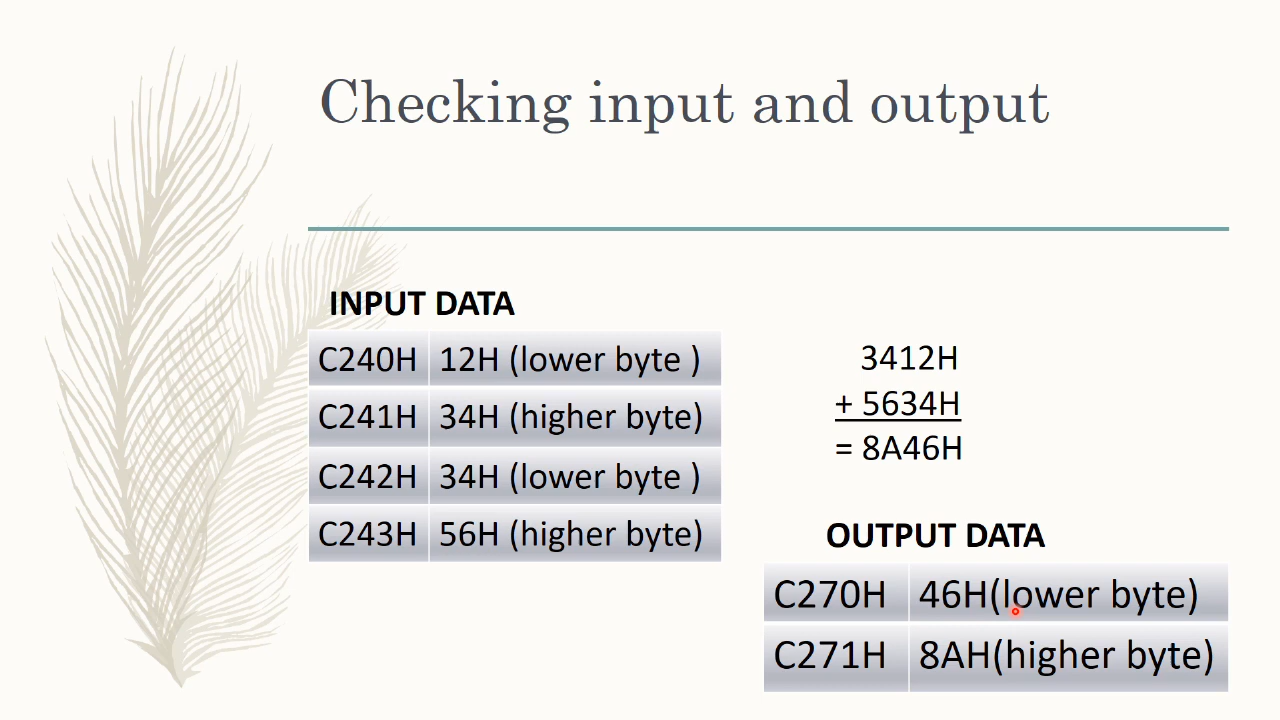 Checking input and output
INPUT DATA
C240H 12H (lower byte )
C241H 34H (higher byte)
C242H 34H (lower byte )
C243H 56H (higher byte)
3412H
+ 5634H
= 8A46H
OUTPUT DATA
C270H 46H(lower byte)
C271H 8AH(higher byte)